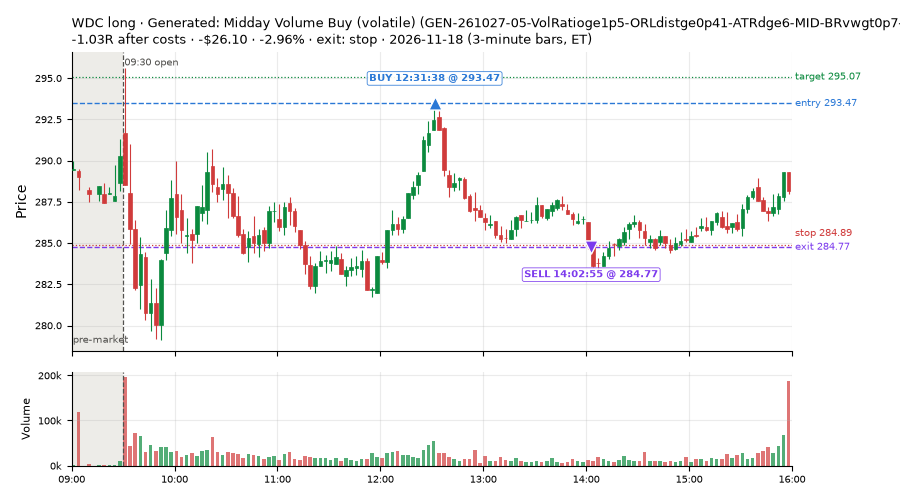 WDC long · Generated: Midday Volume Buy (volatile) (GEN-261027-05-VolRatioge1p5-ORLdistge0p41-ATRdge6-MID-BRvwgt0p7-
-1.03R after costs · -$26.10 · -2.96% · exit: stop · 2026-11-18 (3-minute bars, ET)
09:30 open
295.0
292.5
290.0
287.5
285.0
282.5
280.0
Price
BUY 12:31:38 @ 293.47
target 295.07
entry 293.47
stop 284.89
exit 284.77
SELL 14:02:55 @ 284.77
pre-market
200k
100k
0k
Volume
09:00
10:00
11:00
12:00
13:00
14:00
15:00
16:00